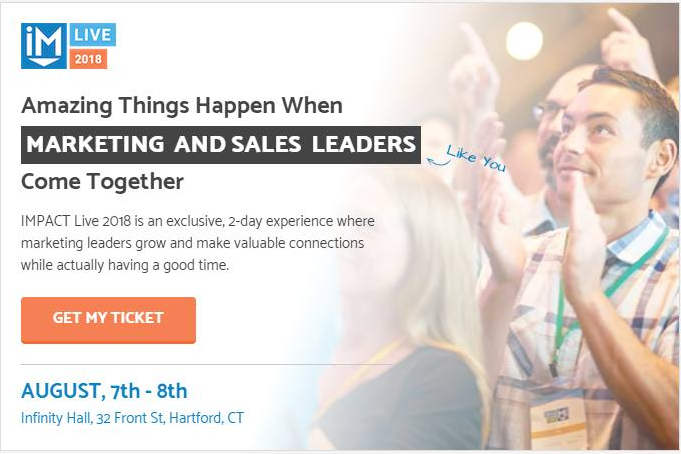 iM LIVE
2018
Amazing Things Happen When
MARKETING AND SALES LEADERS
Like You
Come Together
IMPACT Live 2018 is an exclusive, 2-day experience where
marketing leaders grow and make valuable connections
while actually having a good time.
GET MY TICKET
AUGUST, 7th - 8th
Infinity Hall, 32 Front St, Hartford, CT